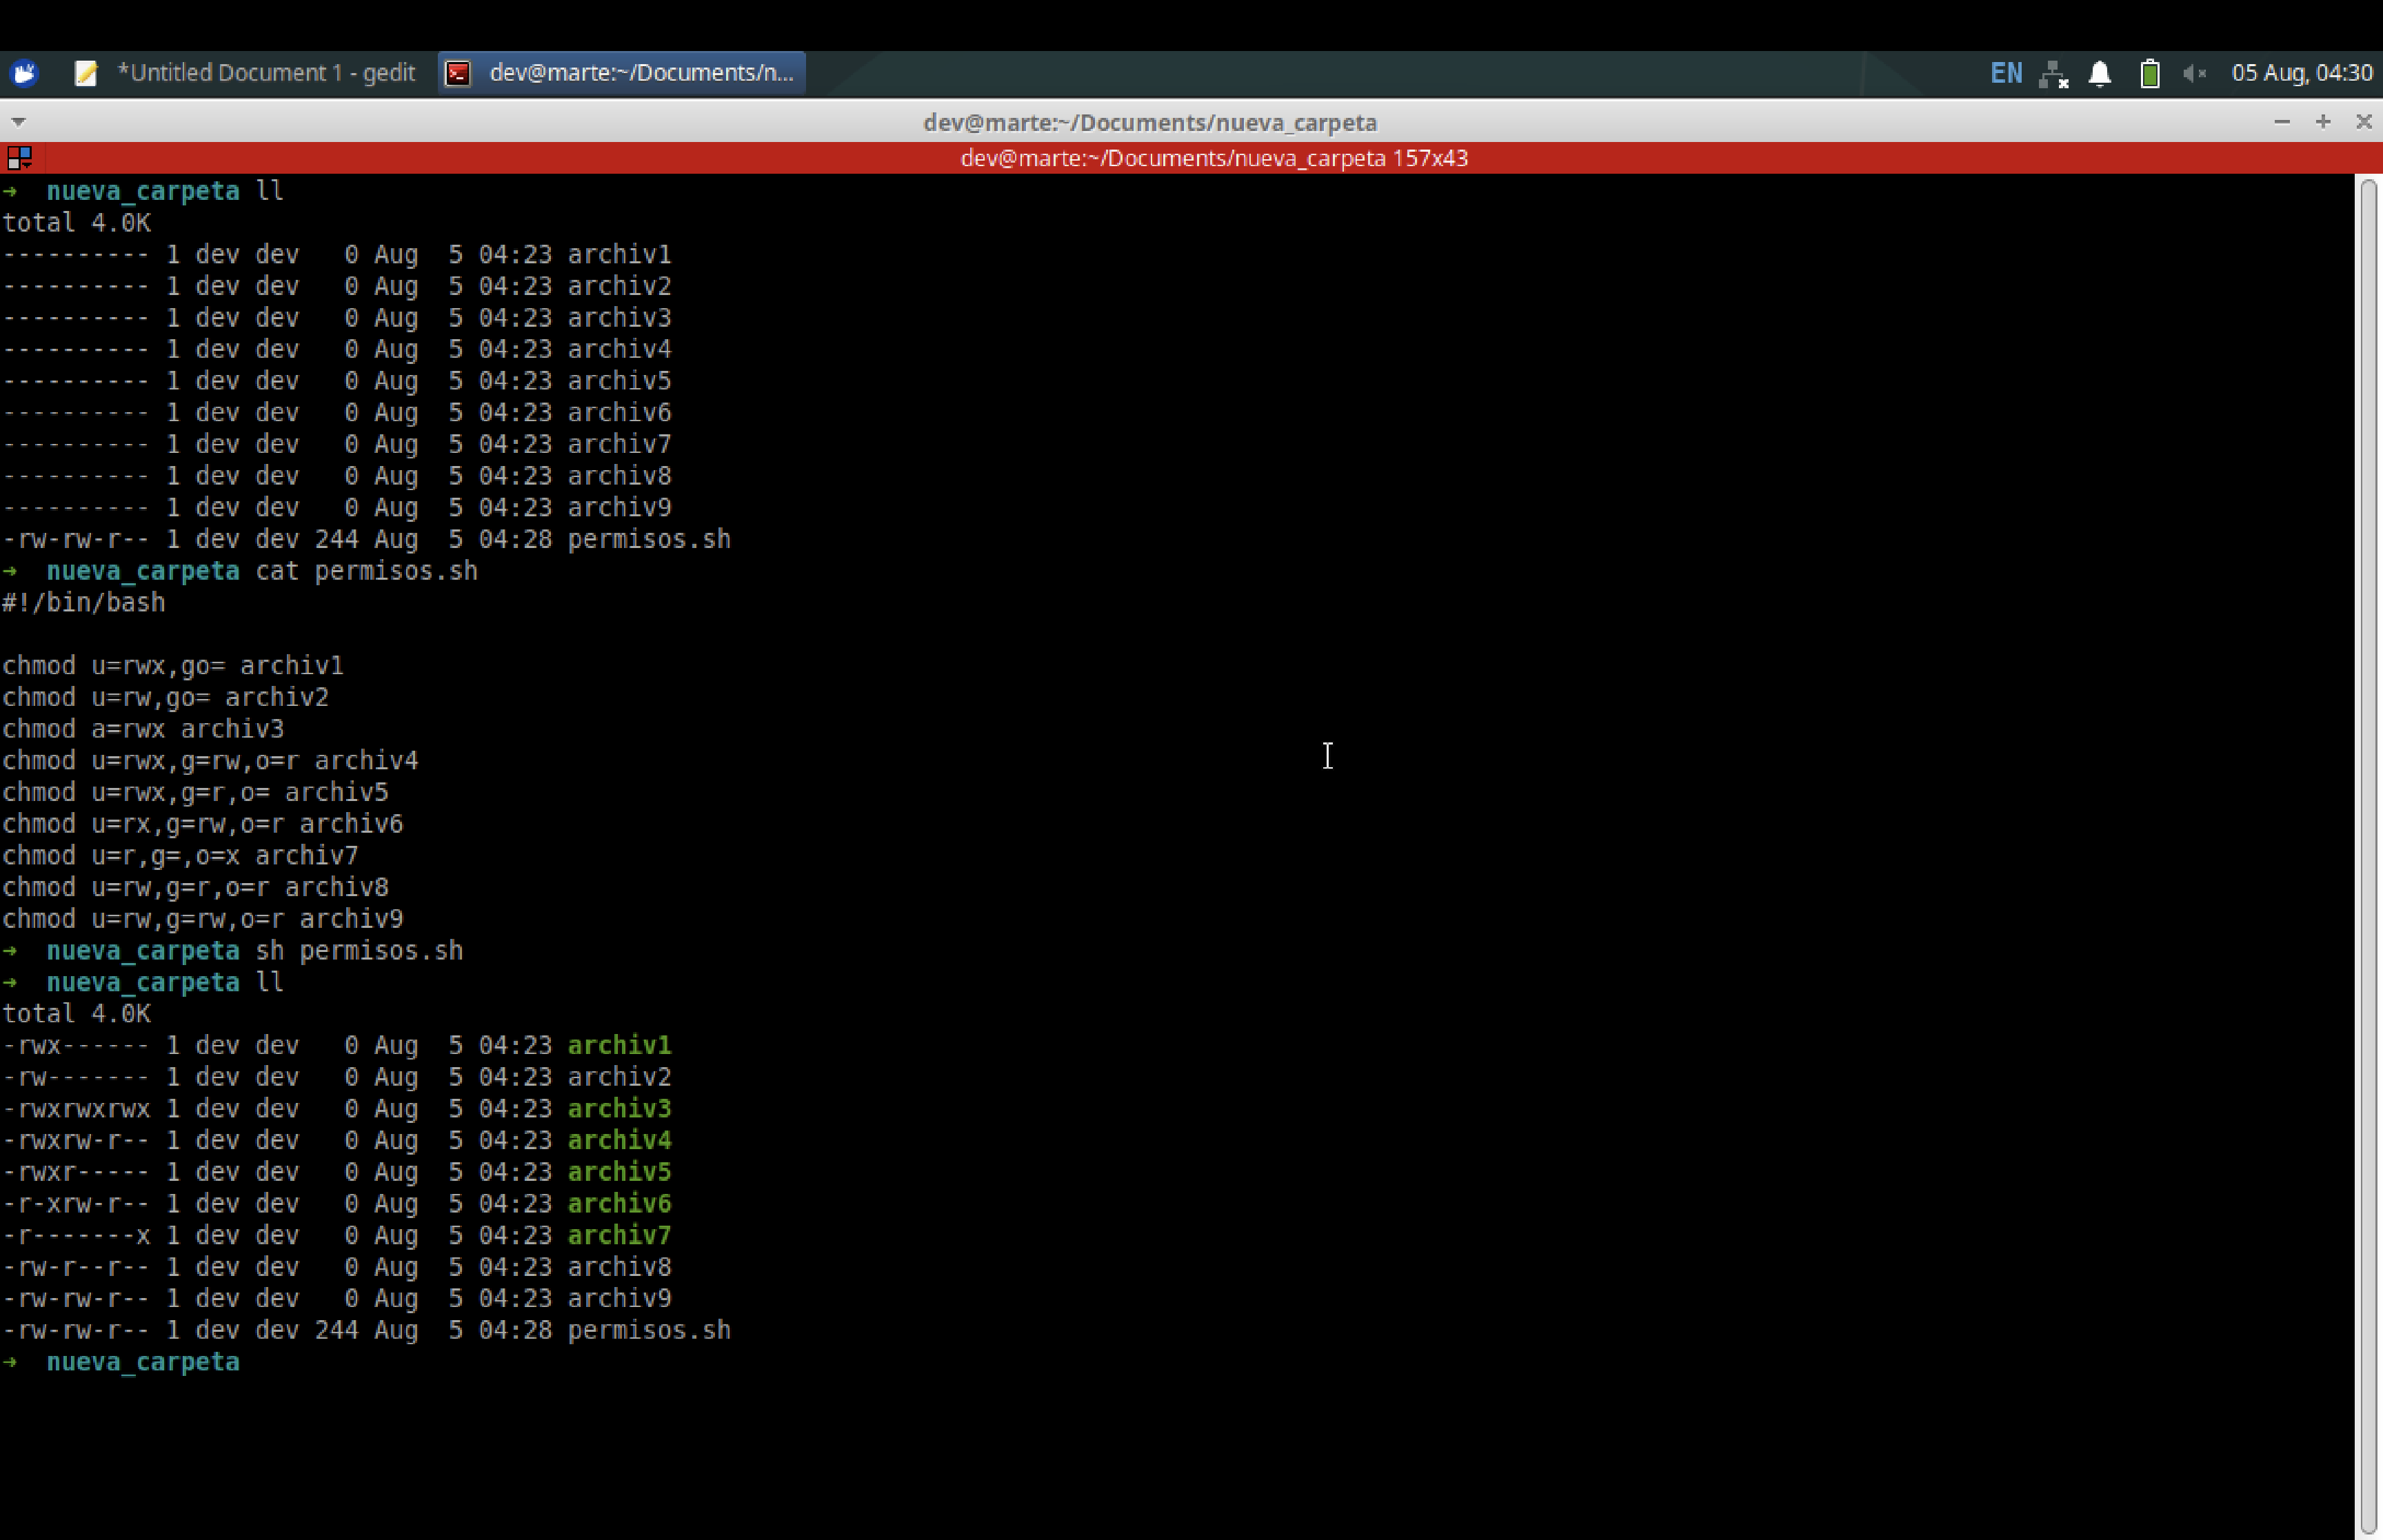 *Untitled Document 1 - gedit
dev@marte:~/Documents/n...
EN
05 Aug, 04:30
dev@marte:~/Documents/nueva_carpeta
dev@marte:~/Documents/nueva_carpeta 157x43
→  nueva_carpeta ll
total 4.0K
---------- 1 dev dev   0 Aug  5 04:23 archiv1
---------- 1 dev dev   0 Aug  5 04:23 archiv2
---------- 1 dev dev   0 Aug  5 04:23 archiv3
---------- 1 dev dev   0 Aug  5 04:23 archiv4
---------- 1 dev dev   0 Aug  5 04:23 archiv5
---------- 1 dev dev   0 Aug  5 04:23 archiv6
---------- 1 dev dev   0 Aug  5 04:23 archiv7
---------- 1 dev dev   0 Aug  5 04:23 archiv8
---------- 1 dev dev   0 Aug  5 04:23 archiv9
-rw-rw-r-- 1 dev dev 244 Aug  5 04:28 permisos.sh
→  nueva_carpeta cat permisos.sh
#!/bin/bash
chmod u=rwx,go= archiv1
chmod u=rw,go= archiv2
chmod a=rwx archiv3
chmod u=rwx,g=rw,o=r archiv4
chmod u=rwx,g=r,o= archiv5
chmod u=rx,g=rw,o=r archiv6
chmod u=r,g=,o=x archiv7
chmod u=rw,g=r,o=r archiv8
chmod u=rw,g=rw,o=r archiv9
→  nueva_carpeta sh permisos.sh
→  nueva_carpeta ll
total 4.0K
-rwx------ 1 dev dev   0 Aug  5 04:23 archiv1
-rw------- 1 dev dev   0 Aug  5 04:23 archiv2
-rwxrwxrwx 1 dev dev   0 Aug  5 04:23 archiv3
-rwxrw-r-- 1 dev dev   0 Aug  5 04:23 archiv4
-rwxr----- 1 dev dev   0 Aug  5 04:23 archiv5
-r-xrw-r-- 1 dev dev   0 Aug  5 04:23 archiv6
-r-------x 1 dev dev   0 Aug  5 04:23 archiv7
-rw-r--r-- 1 dev dev   0 Aug  5 04:23 archiv8
-rw-rw-r-- 1 dev dev   0 Aug  5 04:23 archiv9
-rw-rw-r-- 1 dev dev 244 Aug  5 04:28 permisos.sh
→  nueva_carpeta